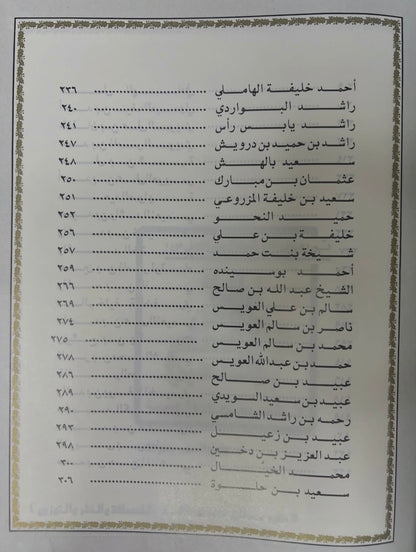 أحمد خليفة الهاملي ٢٣٦
راشد البواردي ٢٤٠
راشد يابس رأس ٢٤١
راشد بن حميد بن درويش ٢٤٧
سعيد بالهش ٢٤٨
عثمان بن مبارك ٢٥٠
سعيد بن خليفة المزروعي ٢٥١
حميد النحو ٢٥٢
خليفة بن علي ٢٥٦
شيخة بنت حمد ٢٥٧
أحمد بوسينده ٢٥٩
الشيخ عبد الله بن صالح ٢٦٦
سالم بن علي العويس ٢٦٩
ناصر بن سالم العويس ٢٧٤
محمد بن سالم العويس ٢٧٥
حمد بن عبدالله العويس ٢٧٨
عبيد بن صالح ٢٨٦
عبيد بن سعيد الويدي ٢٨٩
رحمه بن راشد الشامسي ٢٩٠
عبيد بن زعيل ٢٩٣
عبد العزيز بن دخين ٢٩٨
محمد الخيال ٣٠٠
سعيد بن حلوة ٣٠٦